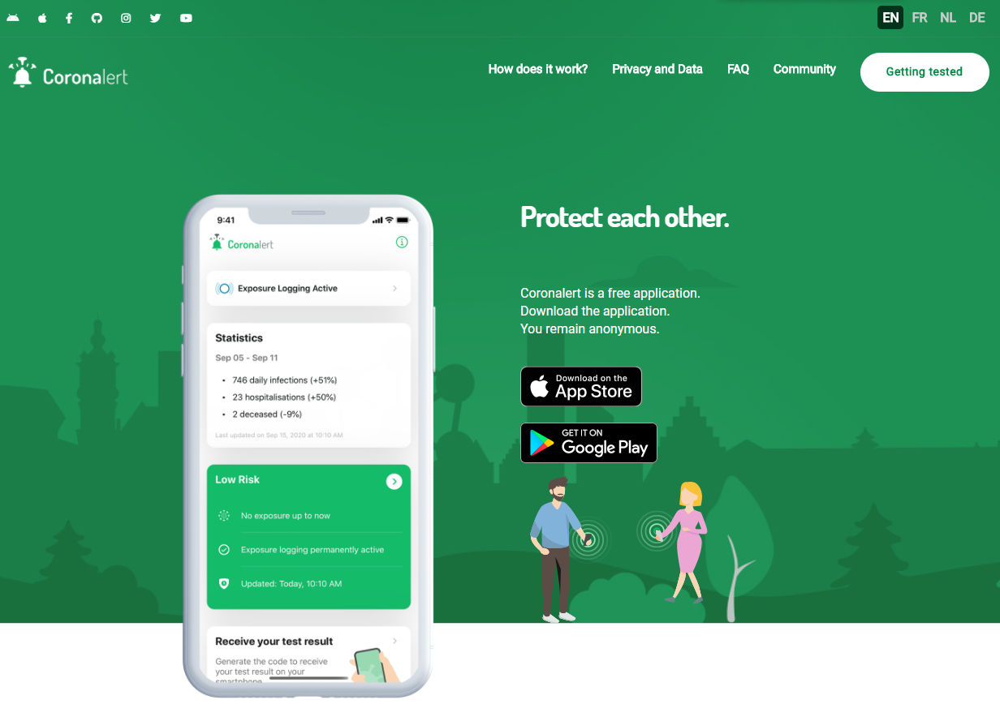 EN FR NL DE
Coronalert
How does it work? Privacy and Data FAQ Community Getting tested
9:41
Coronalert
Exposure Logging Active
Statistics
Sep 05 - Sep 11
• 746 daily infections (+51%)
• 23 hospitalisations (+50%)
• 2 deceased (-9%)
Last updated on Sep 15, 2020 at 10:10 AM
Low Risk
No exposure up to now
Exposure logging permanently active
Updated: Today, 10:10 AM
Receive your test result
Generate the code to receive
your test result on your
smartphone
Protect each other.
Coronalert is a free application.
Download the application.
You remain anonymous.
Download on the
App Store
GET IT ON
Google Play